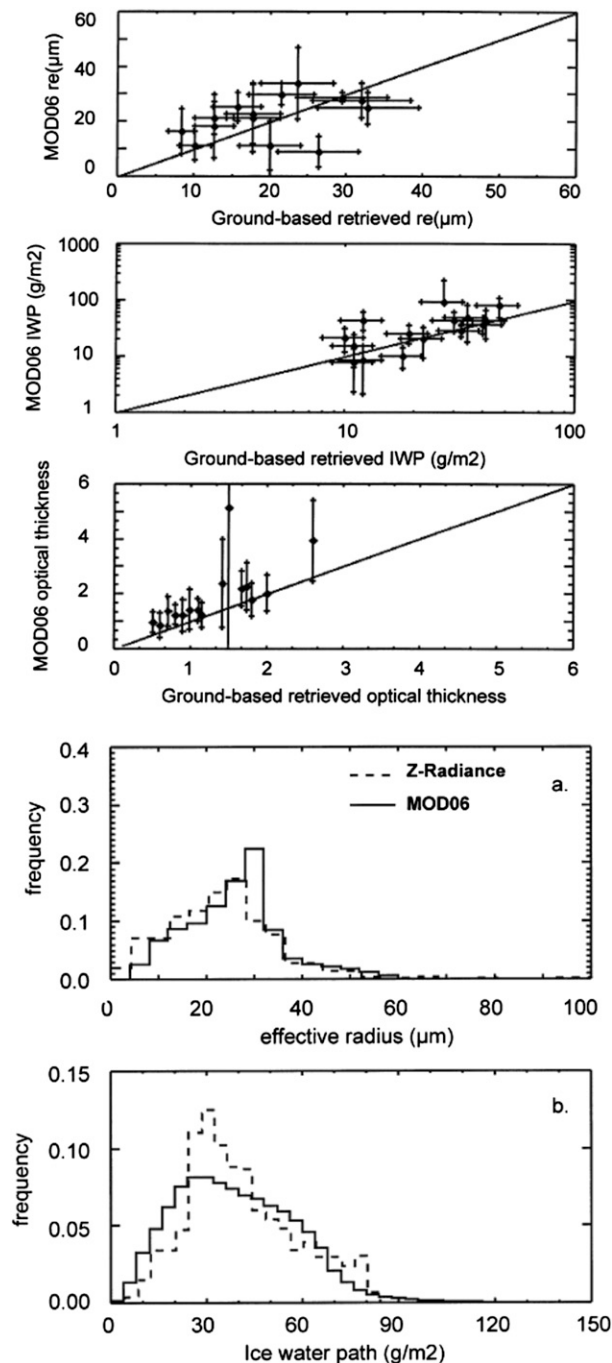 60
40
20
0
MOD06 re(μm)
0 10 20 30 40 50 60
Ground-based retrieved re(μm)
1000
100
10
1
MOD06 IWP (g/m2)
1 10 100
Ground-based retrieved IWP (g/m2)
6
4
2
0
MOD06 optical thickness
0 1 2 3 4 5 6
Ground-based retrieved optical thickness
0.4
0.3
0.2
0.1
0.0
frequency
Z-Radiance
MOD06
a.
0 20 40 60 80 100
effective radius (μm)
0.15
0.10
0.05
0.00
frequency
b.
0 30 60 90 120 150
Ice water path (g/m2)